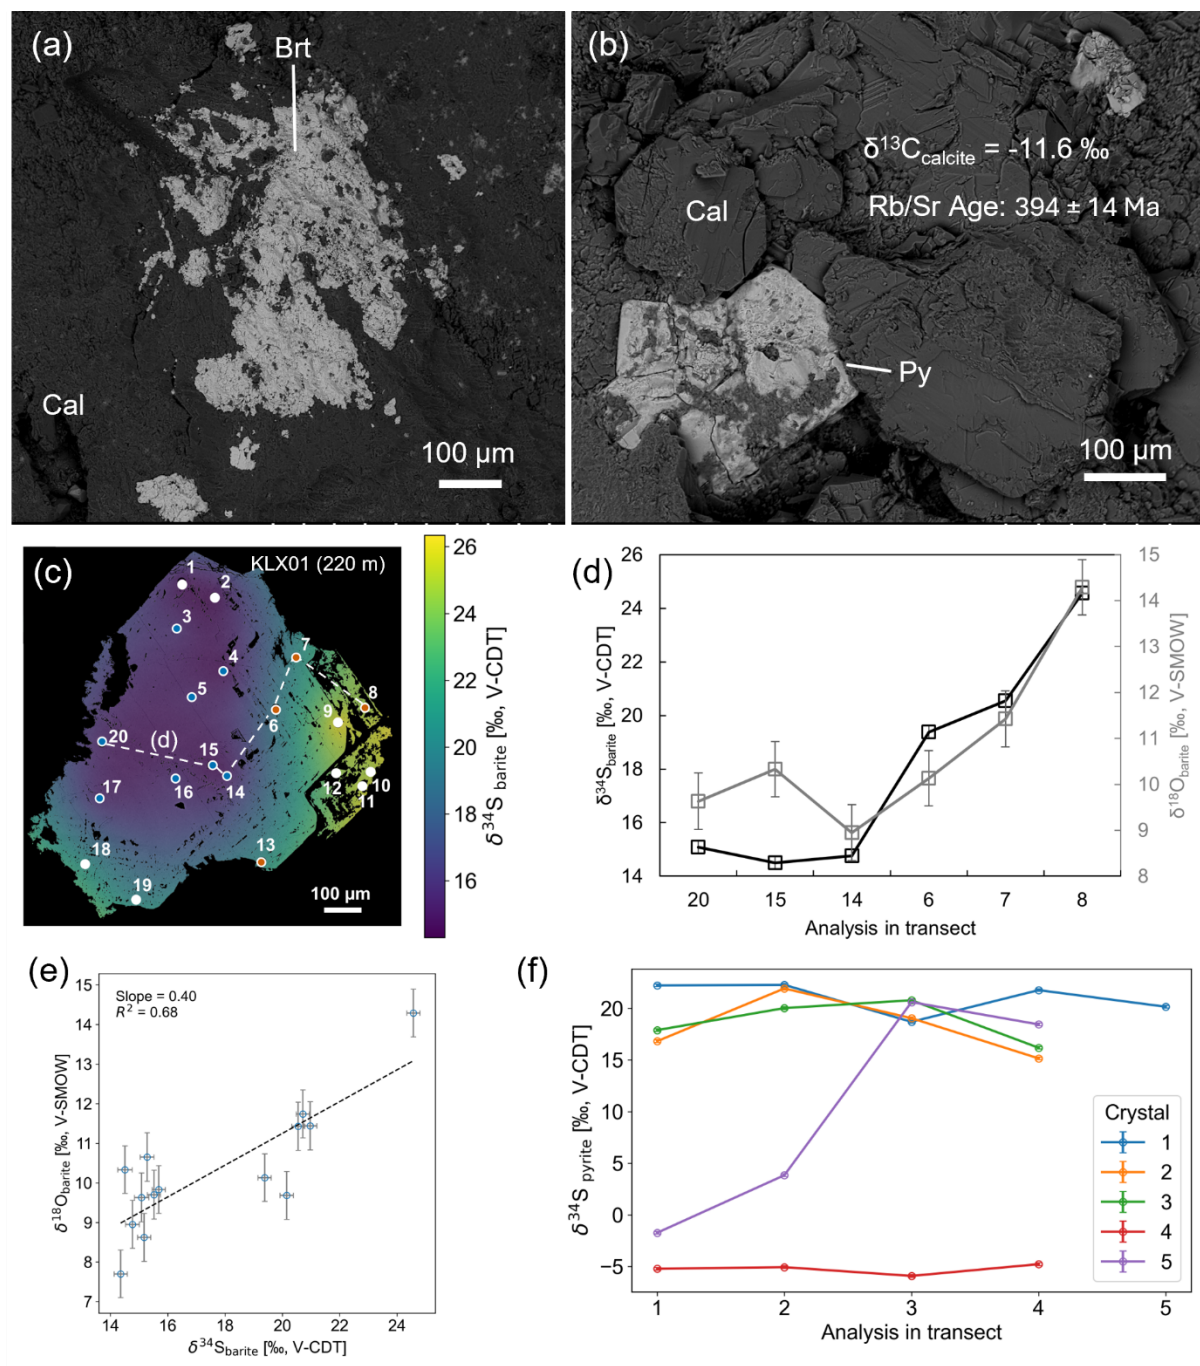 (a)
Brt
Cal
100 µm
(b)
δ13Ccalcite = -11.6 ‰
Rb/Sr Age: 394 ± 14 Ma
Cal
Py
100 µm
(c)
KLX01 (220 m)
1
2
3
4
5
7
6
8
9
20
(d)
15
14
16
17
12
10
11
13
18
19
100 µm
26
24
22
20
18
16
δ34S barite [‰, V-CDT]
(d)
26
24
22
20
18
16
14
δ34Sbarite [‰, V-CDT]
15
14
13
12
11
10
9
8
δ18Obarite [‰, V-SMOW]
20 15 14 6 7 8
Analysis in transect
(e)
Slope = 0.40
R2 = 0.68
15
14
13
12
11
10
9
8
7
δ18Obarite [‰, V-SMOW]
14 16 18 20 22 24
δ34Sbarite [‰, V-CDT]
(f)
20
15
10
5
0
−5
δ34S pyrite [‰, V-CDT]
Crystal
1
2
3
4
5
1 2 3 4 5
Analysis in transect